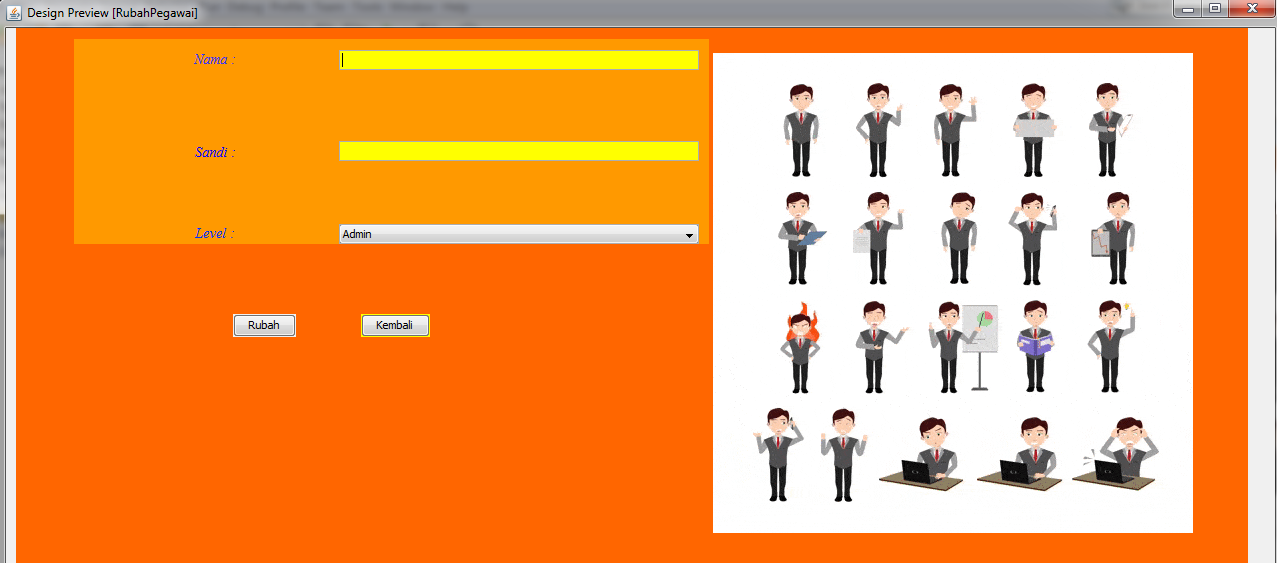 Design Preview [RubahPegawai]
Nama :
Sandi :
Level :
Admin
Rubah
Kembali